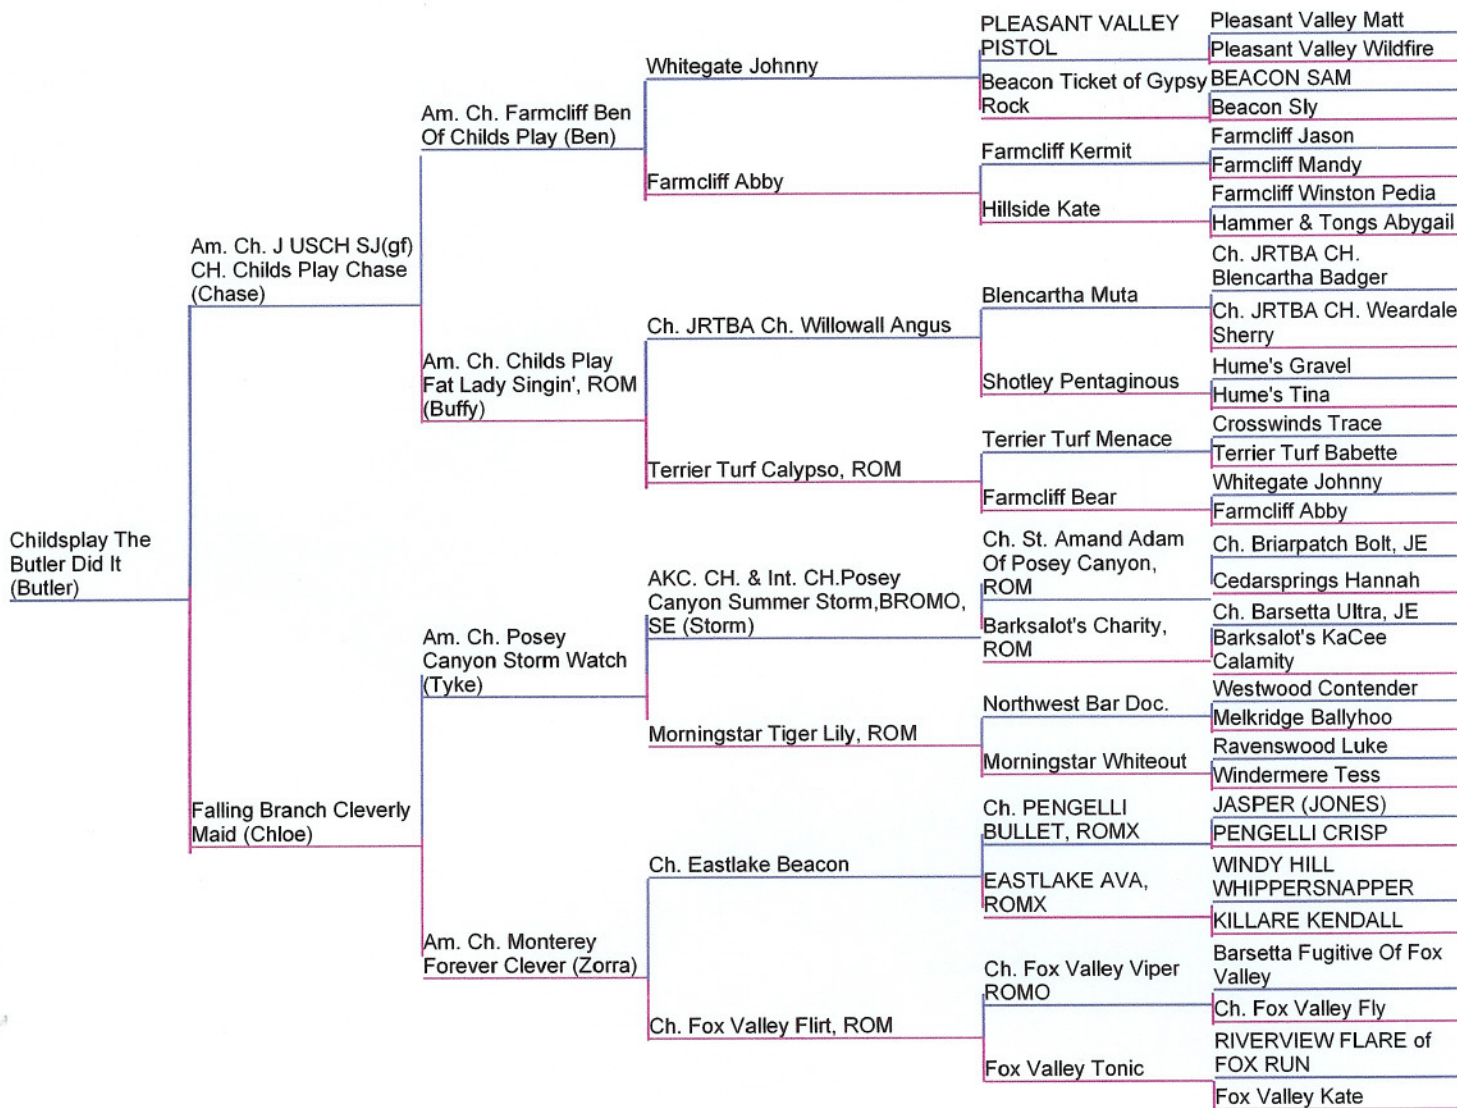 Childsplay The
Butler Did It
(Butler)
Am. Ch. J USCH SJ(gf)
CH. Childs Play Chase
(Chase)
Falling Branch Cleverly
Maid (Chloe)
Am. Ch. Farmcliff Ben
Of Childs Play (Ben)
Am. Ch. Childs Play
Fat Lady Singin', ROM
(Buffy)
Am. Ch. Posey
Canyon Storm Watch
(Tyke)
Am. Ch. Monterey
Forever Clever (Zorra)
Whitegate Johnny
Farmcliff Abby
Ch. JRTBA Ch. Willowall Angus
Terrier Turf Calypso, ROM
AKC. CH. & Int. CH.Posey
Canyon Summer Storm,BROMO,
SE (Storm)
Morningstar Tiger Lily, ROM
Ch. Eastlake Beacon
Ch. Fox Valley Flirt, ROM
PLEASANT VALLEY
PISTOL
Beacon Ticket of Gypsy
Rock
Farmcliff Kermit
Hillside Kate
Blencartha Muta
Shotley Pentaginous
Terrier Turf Menace
Farmcliff Bear
Ch. St. Amand Adam
Of Posey Canyon,
ROM
Barksalot's Charity,
ROM
Northwest Bar Doc.
Morningstar Whiteout
Ch. PENGELLI
BULLET, ROMX
EASTLAKE AVA,
ROMX
Ch. Fox Valley Viper
ROMO
Fox Valley Tonic
Pleasant Valley Matt
Pleasant Valley Wildfire
BEACON SAM
Beacon Sly
Farmcliff Jason
Farmcliff Mandy
Farmcliff Winston Pedia
Hammer & Tongs Abygail
Ch. JRTBA CH.
Blencartha Badger
Ch. JRTBA CH. Weardale
Sherry
Hume's Gravel
Hume's Tina
Crosswinds Trace
Terrier Turf Babette
Whitegate Johnny
Farmcliff Abby
Ch. Briarpatch Bolt, JE
Cedarsprings Hannah
Ch. Barsetta Ultra, JE
Barksalot's KaCee
Calamity
Westwood Contender
Melkridge Ballyhoo
Ravenswood Luke
Windermere Tess
JASPER (JONES)
PENGELLI CRISP
WINDY HILL
WHIPPERSNAPPER
KILLARE KENDALL
Barsetta Fugitive Of Fox
Valley
Ch. Fox Valley Fly
RIVERVIEW FLARE of
FOX RUN
Fox Valley Kate